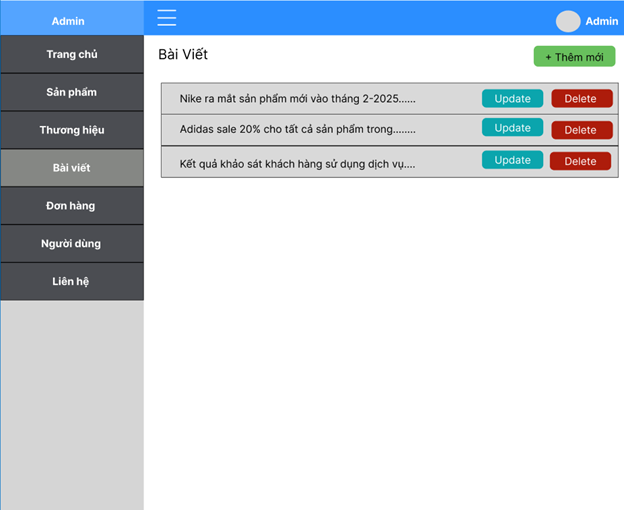 Admin
Admin
Trang chủ
Sản phẩm
Thương hiệu
Bài viết
Đơn hàng
Người dùng
Liên hệ
Bài Viết
+ Thêm mới
Nike ra mắt sản phẩm mới vào tháng 2-2025...... Update Delete
Adidas sale 20% cho tất cả sản phẩm trong........ Update Delete
Kết quả khảo sát khách hàng sử dụng dịch vụ.... Update Delete